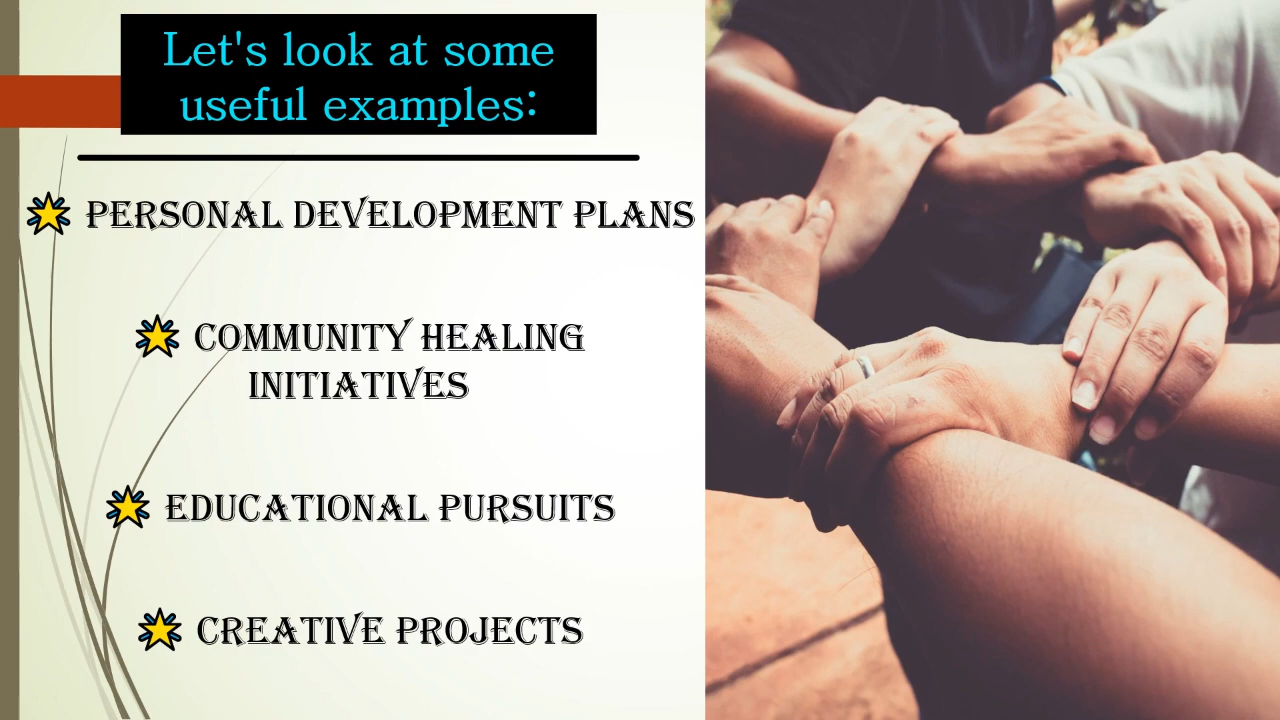 Let's look at some
useful examples:
PERSONAL DEVELOPMENT PLANS
COMMUNITY HEALING
INITIATIVES
EDUCATIONAL PURSUITS
CREATIVE PROJECTS